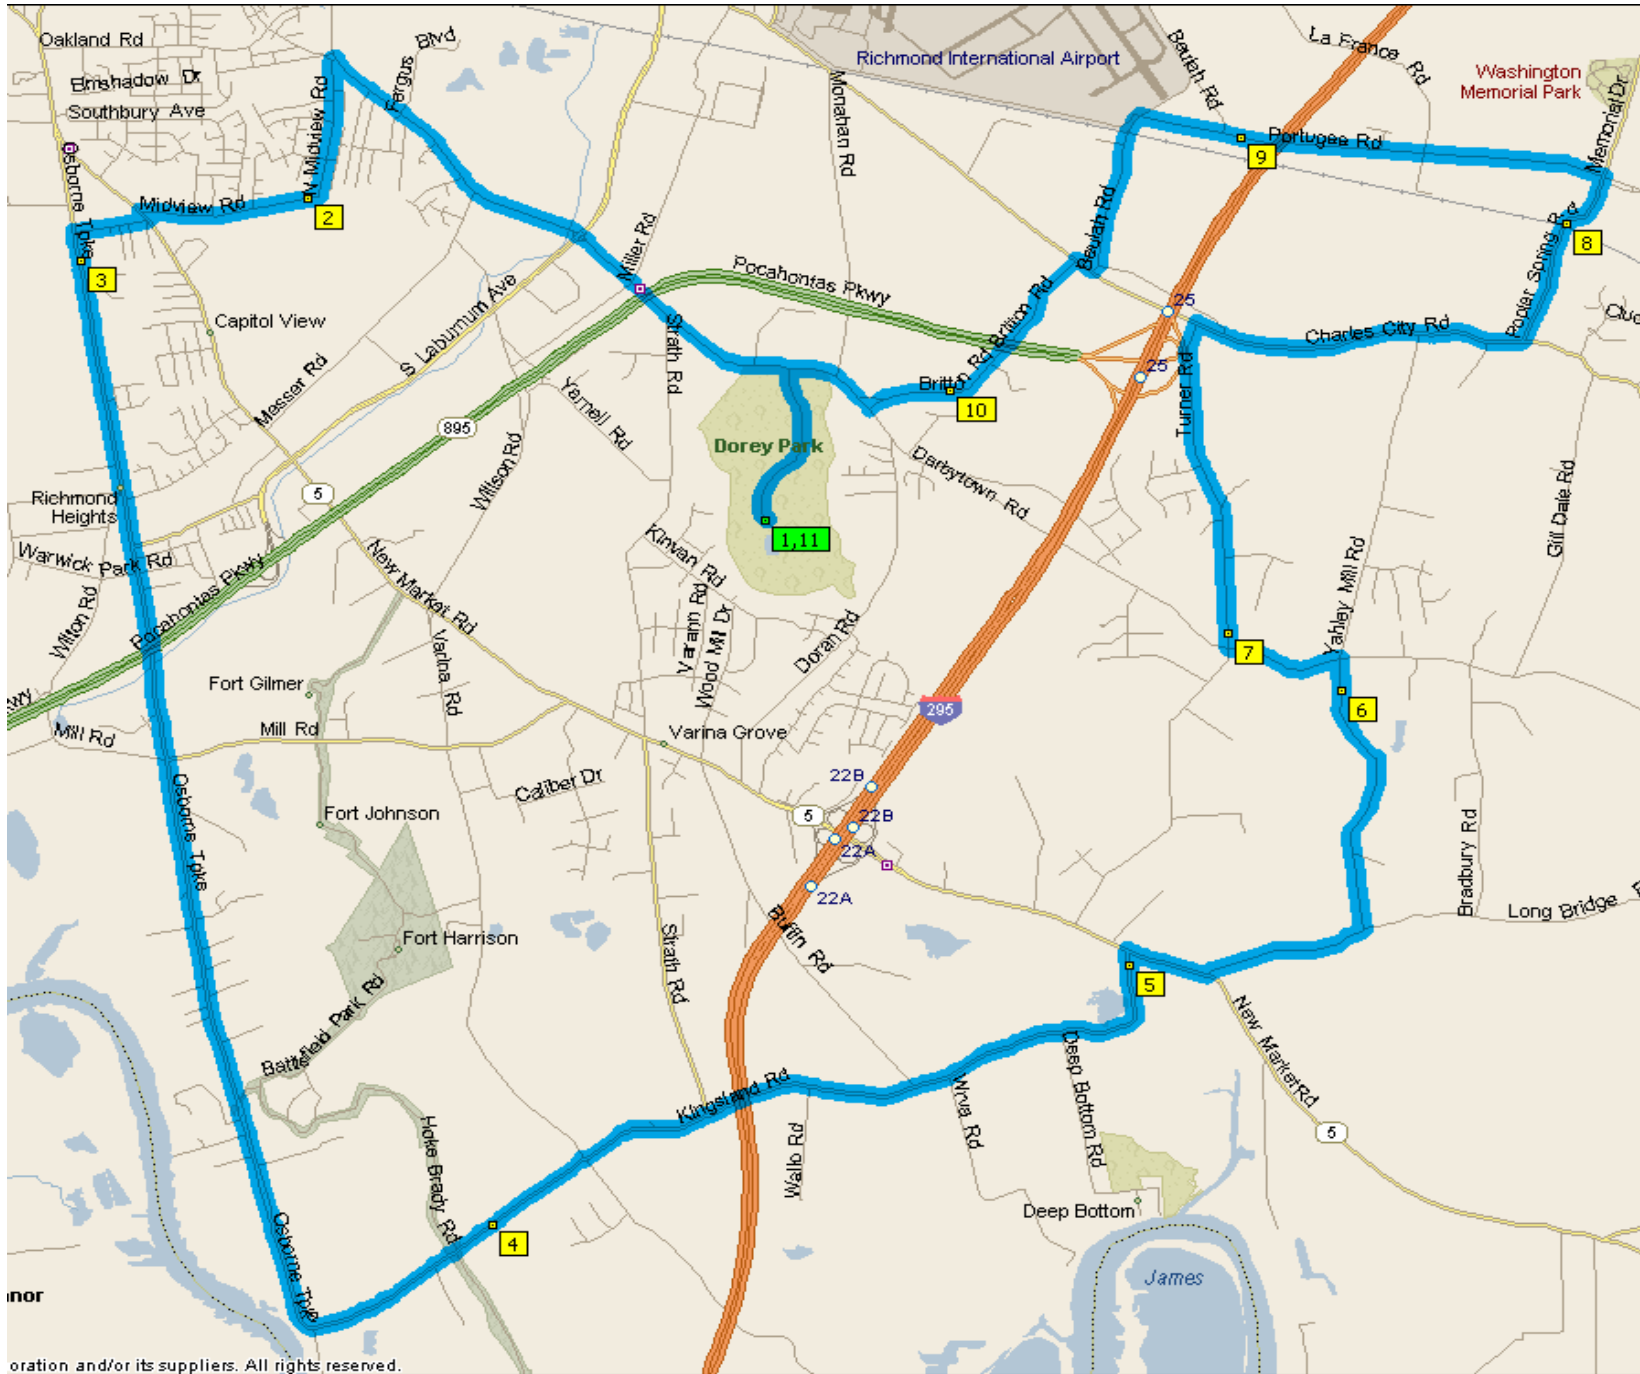 Oakland Rd
Elmshadow Dr
Southbury Ave
Fergus Blvd
N Midview Rd
Richmond International Airport
Beulah Rd
La France Rd
Washington
Memorial Park
Memorial Dr
Monahan Rd
Osborne Tpke
Midview Rd
2
3
9
Portugee Rd
8
Miller Rd
Beulah Rd
Poplar Spring Rd
Capitol View
S Laburnum Ave
Pocahontas Pkwy
25
Charles City Rd
Strath Rd
Britton Rd
25
Turner Rd
Messer Rd
Yarnell Rd
10
895
Dorey Park
Darbytown Rd
Willson Rd
5
Richmond
Heights
1,11
Gill Dale Rd
Warwick Park Rd
New Market Rd
Kinvan Rd
Yahley Mill Rd
Wilton Rd
Pocahontas Pkwy
Varina Rd
Varann Rd
Wood Mill Dr
Doran Rd
7
Fort Gilmer
295
6
Mill Rd
Mill Rd
Varina Grove
Caliber Dr
22B
5
22B
Fort Johnson
22A
22A
Osborne Tpke
Bradbury Rd
Long Bridge
Fort Harrison
Buffin Rd
Strath Rd
5
Battlefield Park Rd
New Market Rd
Deep Bottom Rd
Kingsland Rd
Wyva Rd
Hoke Brady Rd
Wallo Rd
5
Deep Bottom
4
Osborne Tpke
James
nor
oration and/or its suppliers. All rights reserved.